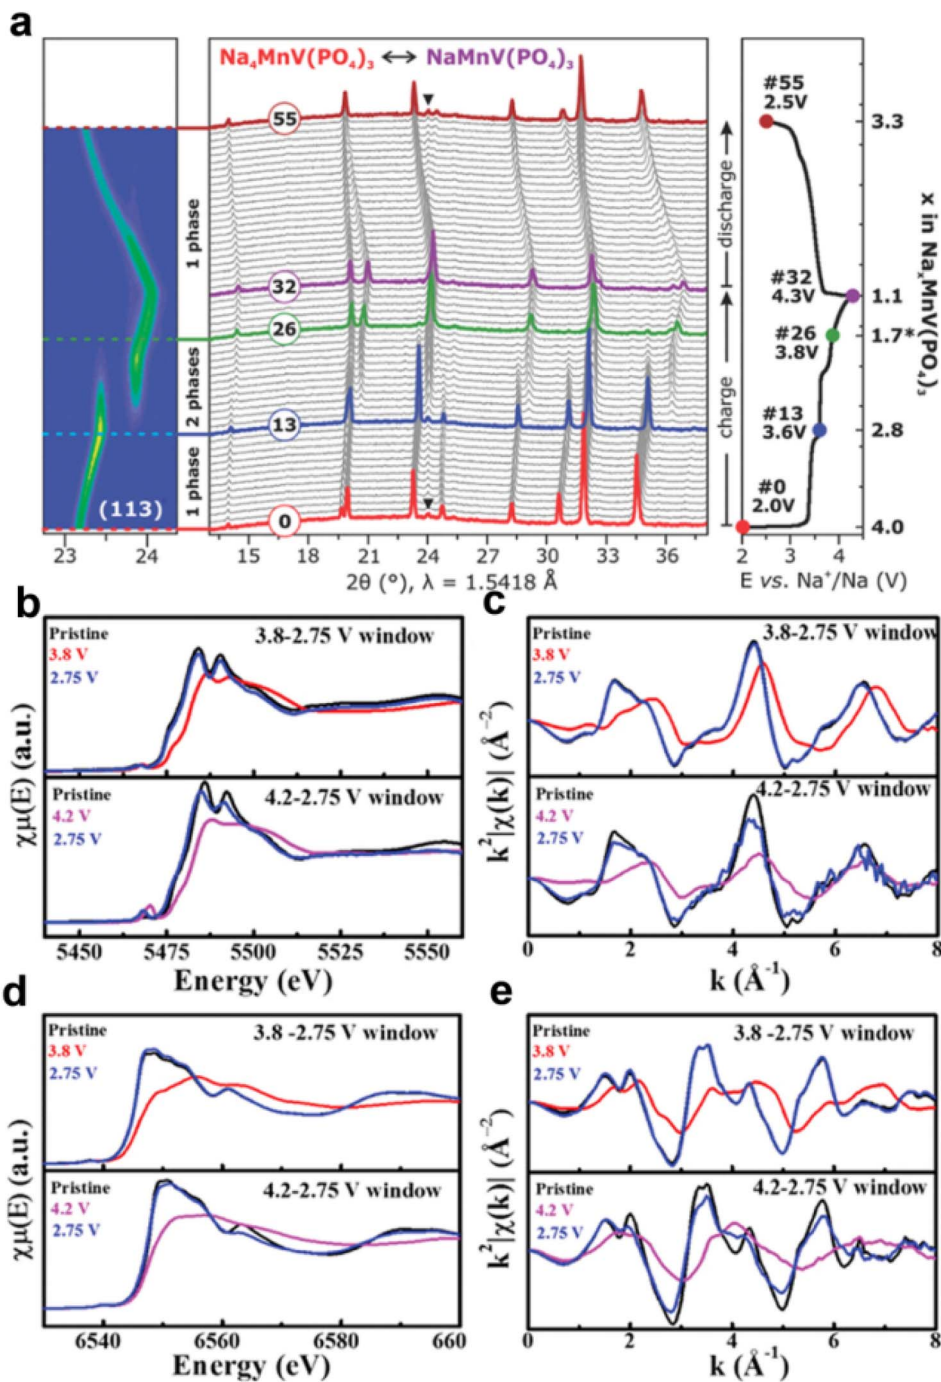 a
Na₄MnV(PO₄)₃ ↔ NaMnV(PO₄)₃
55
32
26
13
0
▼
▼
1 phase
2 phases
1 phase
(113)
23 24
15 18 21 24 27 30 33 36
2θ (°), λ = 1.5418 Å
charge
discharge
#55
2.5V
#32
4.3V
#26
3.8V
#13
3.6V
#0
2.0V
3.3
1.1
1.7*
2.8
4.0
x in NaₓMnV(PO₄)₃
2 3 4
E vs. Na⁺/Na (V)
b
Pristine
3.8 V
2.75 V
3.8-2.75 V window
Pristine
4.2 V
2.75 V
4.2-2.75 V window
χμ(E) (a.u.)
5450 5475 5500 5525 5550
Energy (eV)
c
Pristine
3.8 V
2.75 V
3.8-2.75 V window
Pristine
4.2 V
2.75 V
4.2-2.75 V window
k²|χ(k)| (Å⁻²)
0 2 4 6 8
k (Å⁻¹)
d
Pristine
3.8 V
2.75 V
3.8 -2.75 V window
Pristine
4.2 V
2.75 V
4.2-2.75 V window
χμ(E) (a.u.)
6540 6560 6580 660
Energy (eV)
e
Pristine
3.8 V
2.75 V
3.8 -2.75 V window
Pristine
4.2 V
2.75 V
4.2-2.75 V window
k²|χ(k)| (Å⁻²)
0 2 4 6 8
k (Å⁻¹)